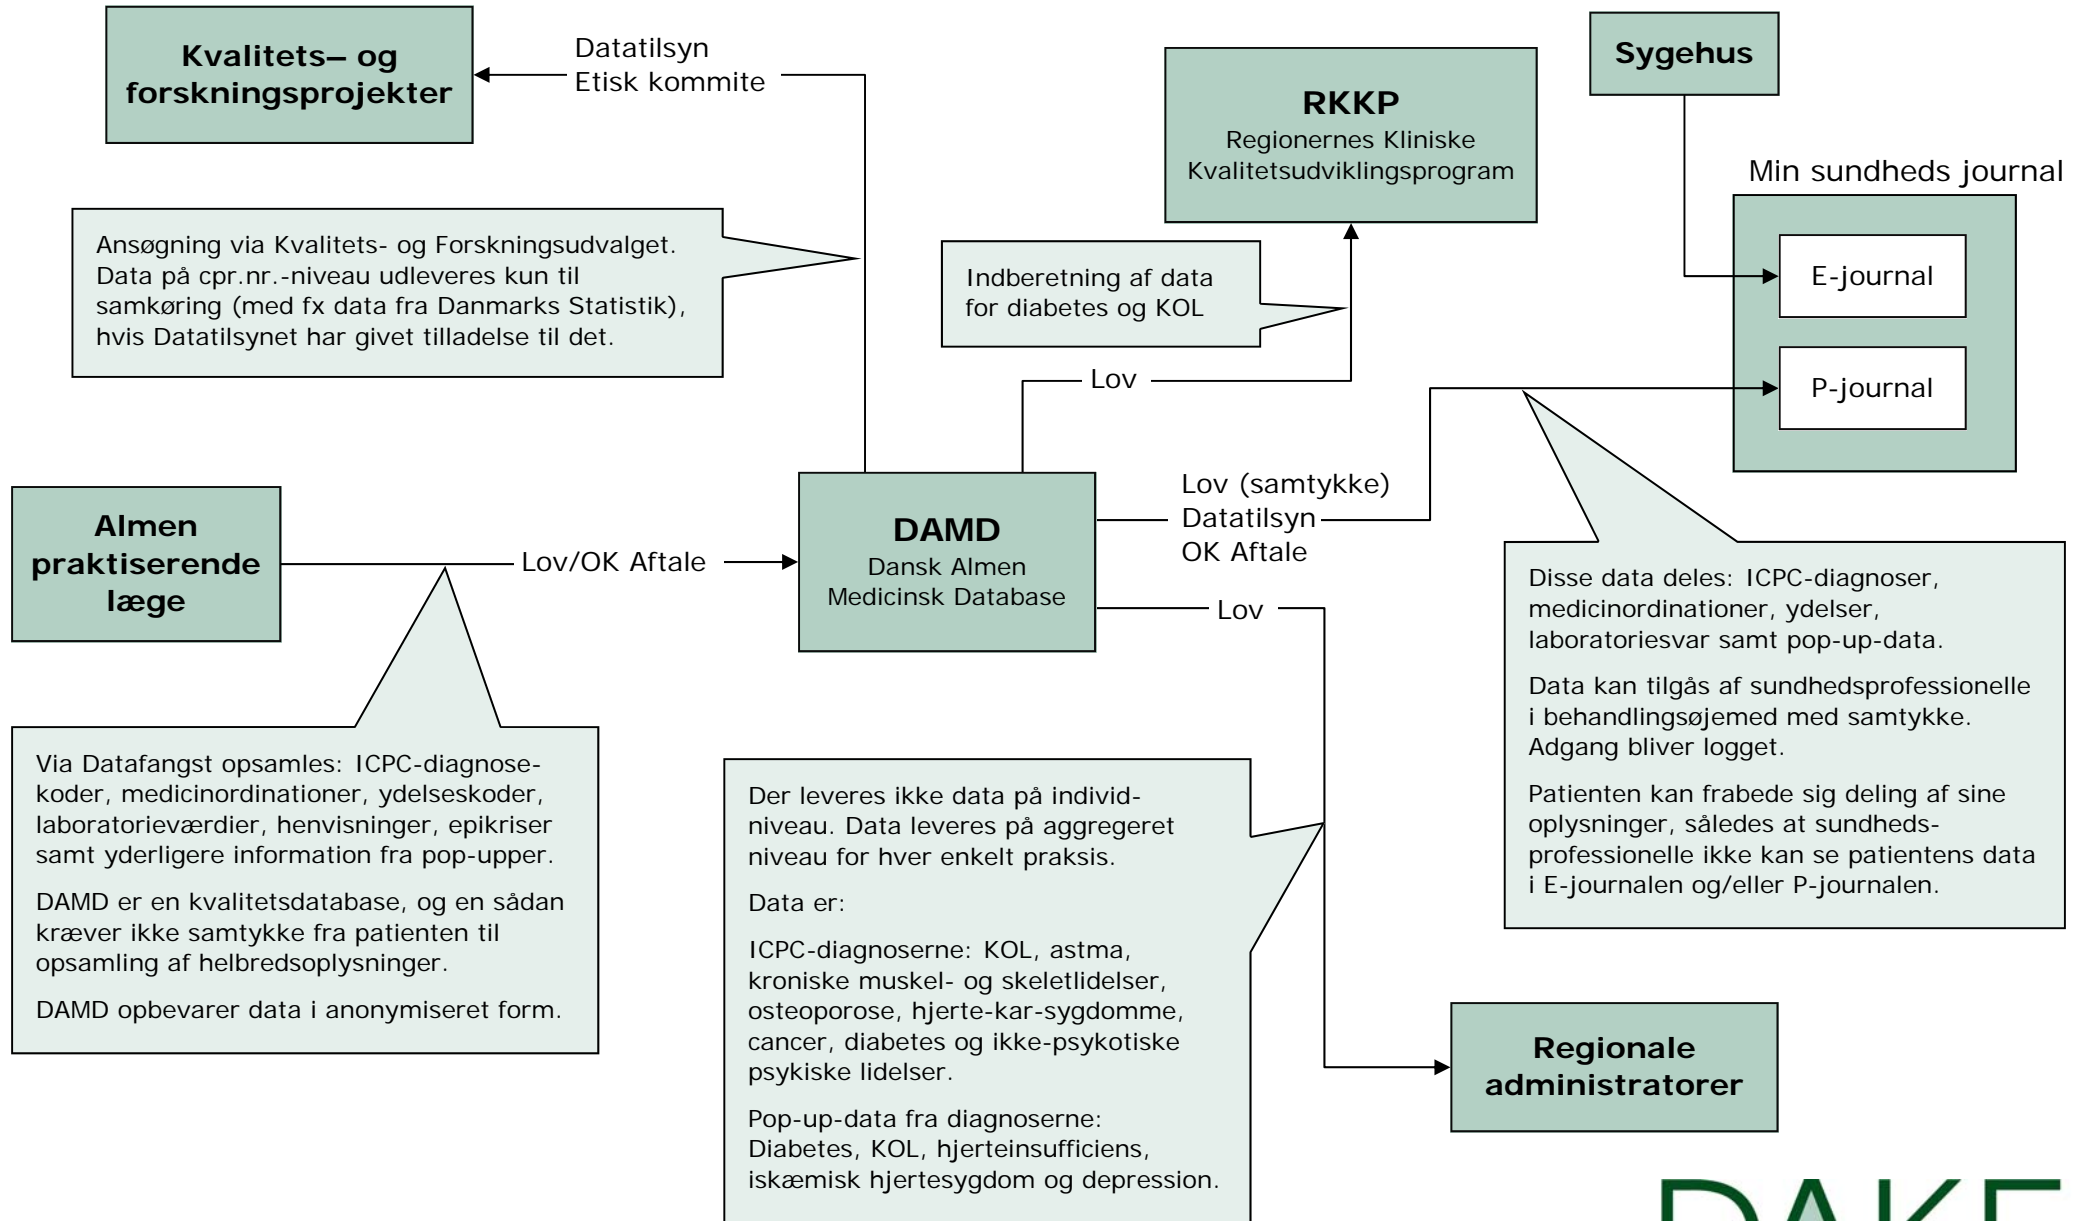 Kvalitets– og
forskningsprojekter
Datatilsyn
Etisk kommite
RKKP
Regionernes Kliniske
Kvalitetsudviklingsprogram
Sygehus
Min sundheds journal
E-journal
P-journal
Ansøgning via Kvalitets- og Forskningsudvalget.
Data på cpr.nr.-niveau udleveres kun til
samkøring (med fx data fra Danmarks Statistik),
hvis Datatilsynet har givet tilladelse til det.
Indberetning af data
for diabetes og KOL
Lov
Almen
praktiserende
læge
Lov/OK Aftale
DAMD
Dansk Almen
Medicinsk Database
Lov (samtykke)
Datatilsyn
OK Aftale
Lov
Disse data deles: ICPC-diagnoser,
medicinordinationer, ydelser,
laboratoriesvar samt pop-up-data.
Data kan tilgås af sundhedsprofessionelle
i behandlingsøjemed med samtykke.
Adgang bliver logget.
Patienten kan frabede sig deling af sine
oplysninger, således at sundheds-
professionelle ikke kan se patientens data
i E-journalen og/eller P-journalen.
Via Datafangst opsamles: ICPC-diagnose-
koder, medicinordinationer, ydelseskoder,
laboratorieværdier, henvisninger, epikriser
samt yderligere information fra pop-upper.
DAMD er en kvalitetsdatabase, og en sådan
kræver ikke samtykke fra patienten til
opsamling af helbredsoplysninger.
DAMD opbevarer data i anonymiseret form.
Der leveres ikke data på individ-
niveau. Data leveres på aggregeret
niveau for hver enkelt praksis.
Data er:
ICPC-diagnoserne: KOL, astma,
kroniske muskel- og skeletlidelser,
osteoporose, hjerte-kar-sygdomme,
cancer, diabetes og ikke-psykotiske
psykiske lidelser.
Pop-up-data fra diagnoserne:
Diabetes, KOL, hjerteinsufficiens,
iskæmisk hjertesygdom og depression.
Regionale
administratorer